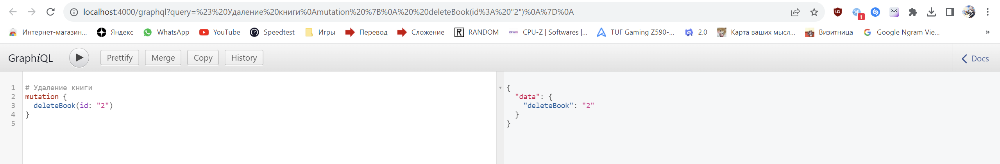 localhost:4000/graphql?query=%23%20Удаление%20книги%0Amutation%20%7B%0A%20%20deleteBook(id%3A%20"2")%0A%7D%0A
1
Интернет-магазин... Яндекс WhatsApp YouTube Speedtest Игры Перевод Сложение RANDOM CPU-Z | Softwares |... TUF Gaming Z590-... 2.0 Карта ваших мысл... Визитница Google Ngram Vie... »
GraphiQL Prettify Merge Copy History Docs
1 # Удаление книги
2 mutation {
3 deleteBook(id: "2")
4 }
5
{
"data": {
"deleteBook": "2"
}
}